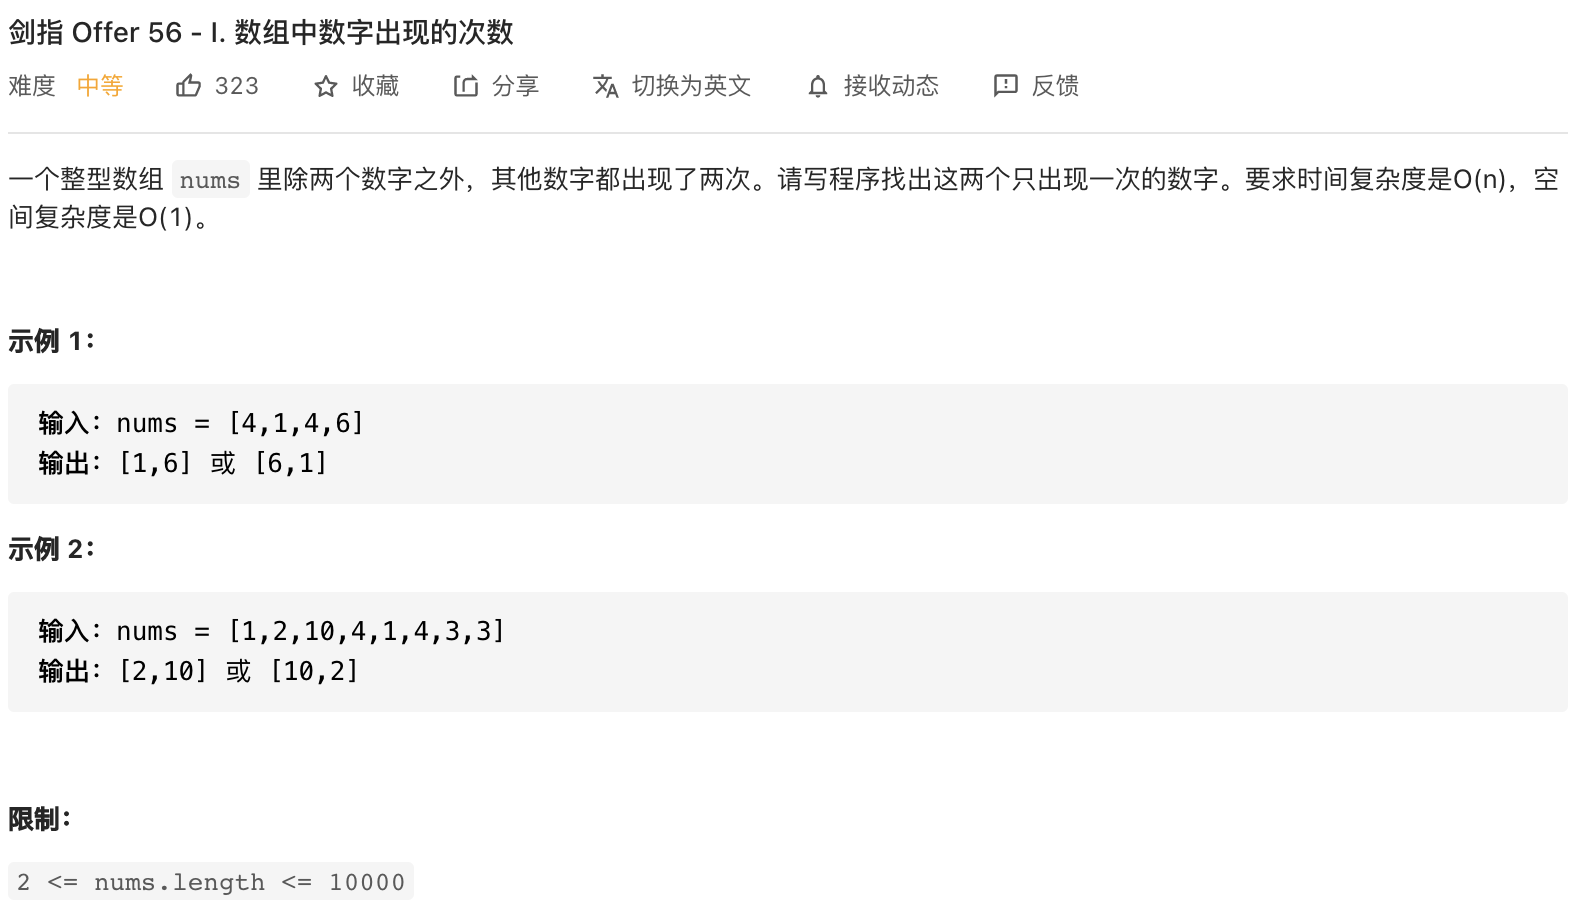 剑指 Offer 56 - I. 数组中数字出现的次数
难度 中等 323 收藏 分享 切换为英文 接收动态 反馈
一个整型数组 nums 里除两个数字之外，其他数字都出现了两次。请写程序找出这两个只出现一次的数字。要求时间复杂度是O(n)，空
间复杂度是O(1)。
示例 1：
输入：nums = [4,1,4,6]
输出：[1,6] 或 [6,1]
示例 2：
输入：nums = [1,2,10,4,1,4,3,3]
输出：[2,10] 或 [10,2]
限制：
2 <= nums.length <= 10000